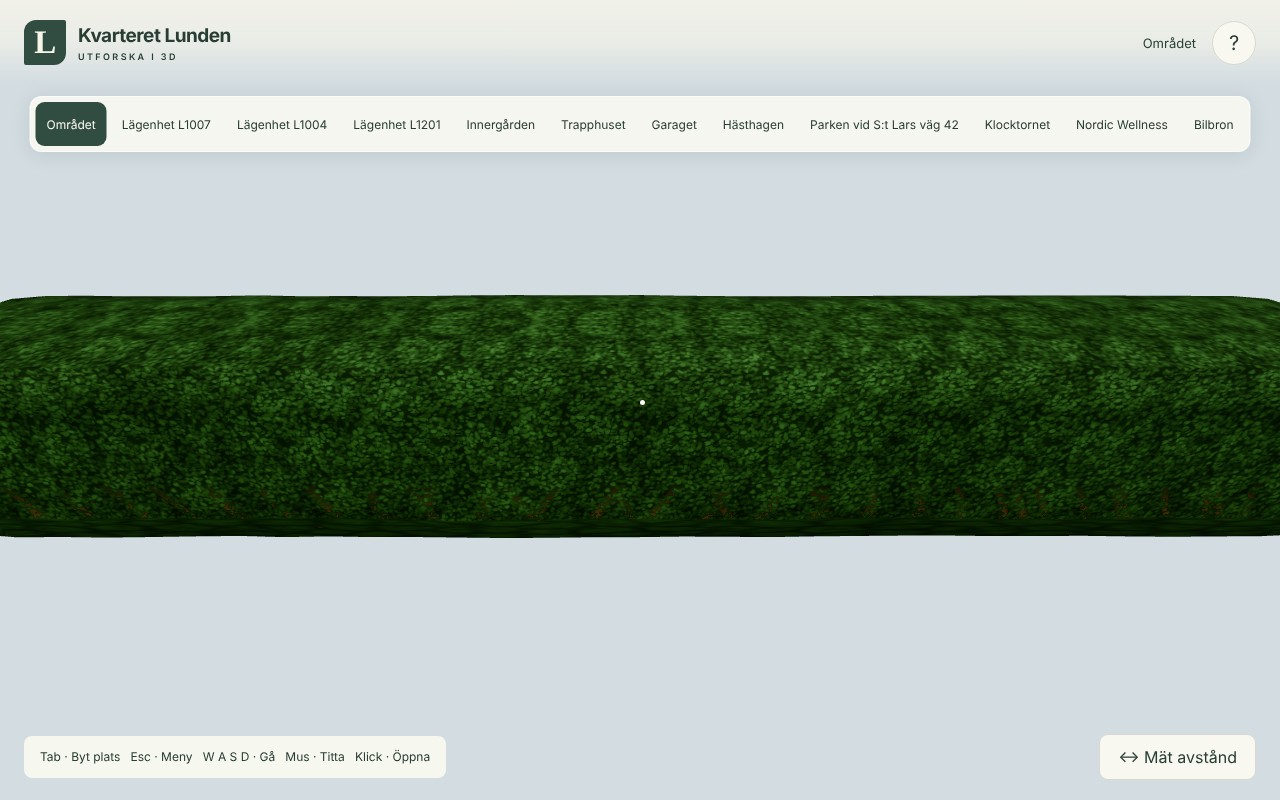 L
Kvarteret Lunden
UTFORSKA I 3D
Området
?
Området
Lägenhet L1007
Lägenhet L1004
Lägenhet L1201
Innergården
Trapphuset
Garaget
Hästhagen
Parken vid S:t Lars väg 42
Klocktornet
Nordic Wellness
Bilbron
Tab · Byt plats Esc · Meny W A S D · Gå Mus · Titta Klick · Öppna
↔ Mät avstånd